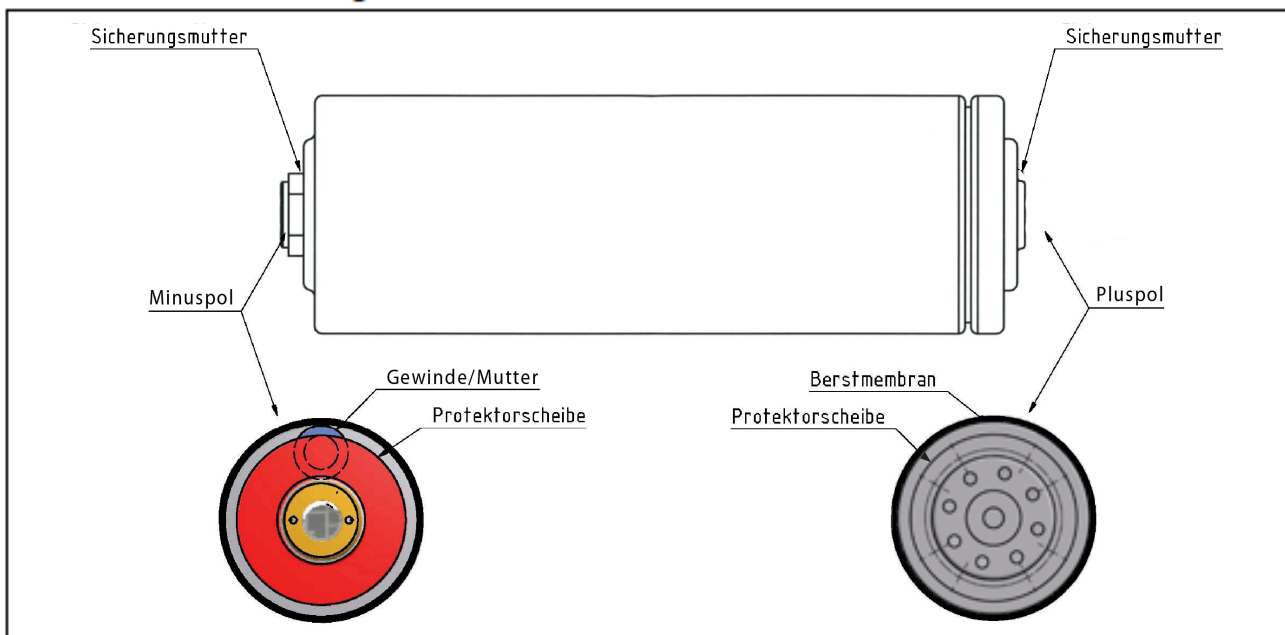 Sicherungsmutter
Sicherungsmutter
Minuspol
Pluspol
Gewinde/Mutter
Berstmembran
Protektorscheibe
Protektorscheibe